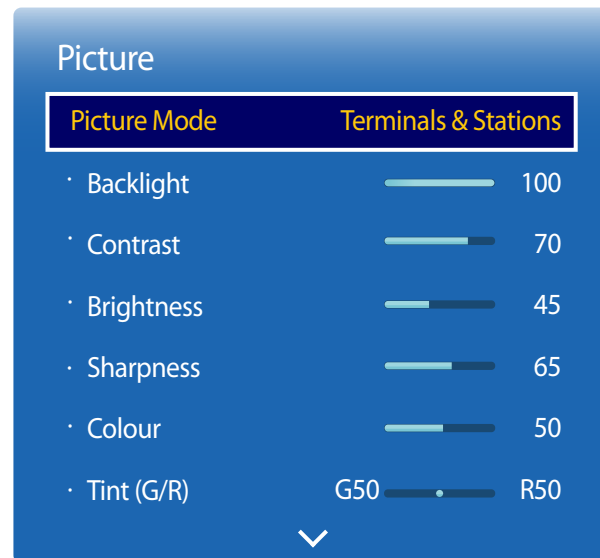 Picture
Picture Mode Terminals & Stations
· Backlight 100
· Contrast 70
· Brightness 45
· Sharpness 65
· Colour 50
· Tint (G/R) G50 R50